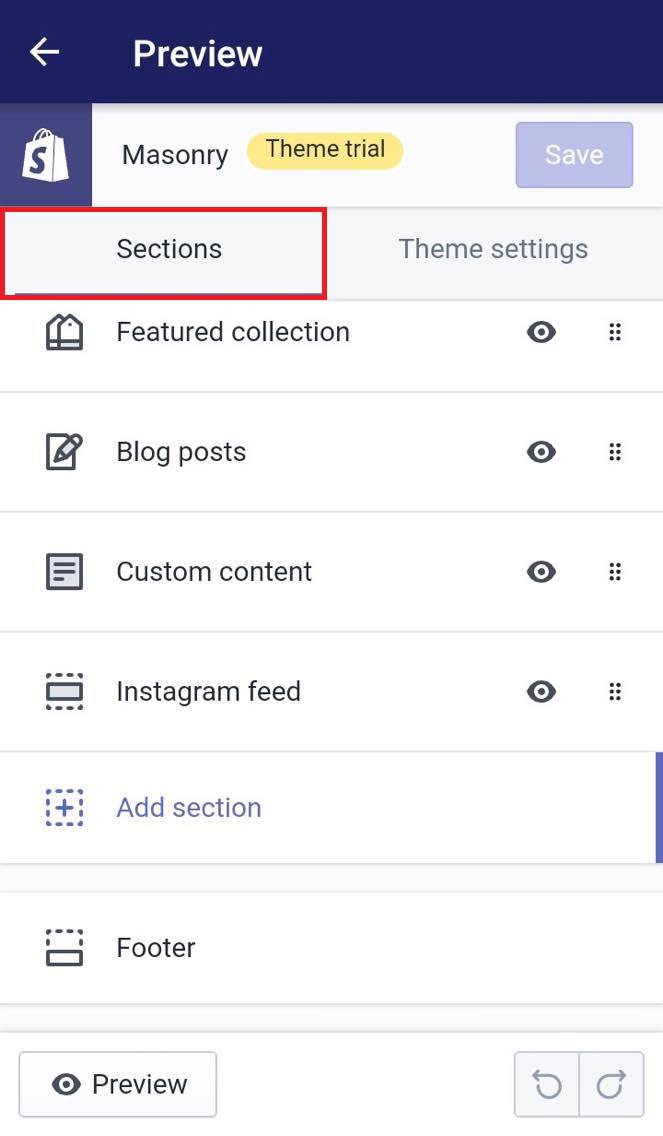 Preview
Masonry Theme trial Save
Sections Theme settings
Featured collection
Blog posts
Custom content
Instagram feed
Add section
Footer
Preview